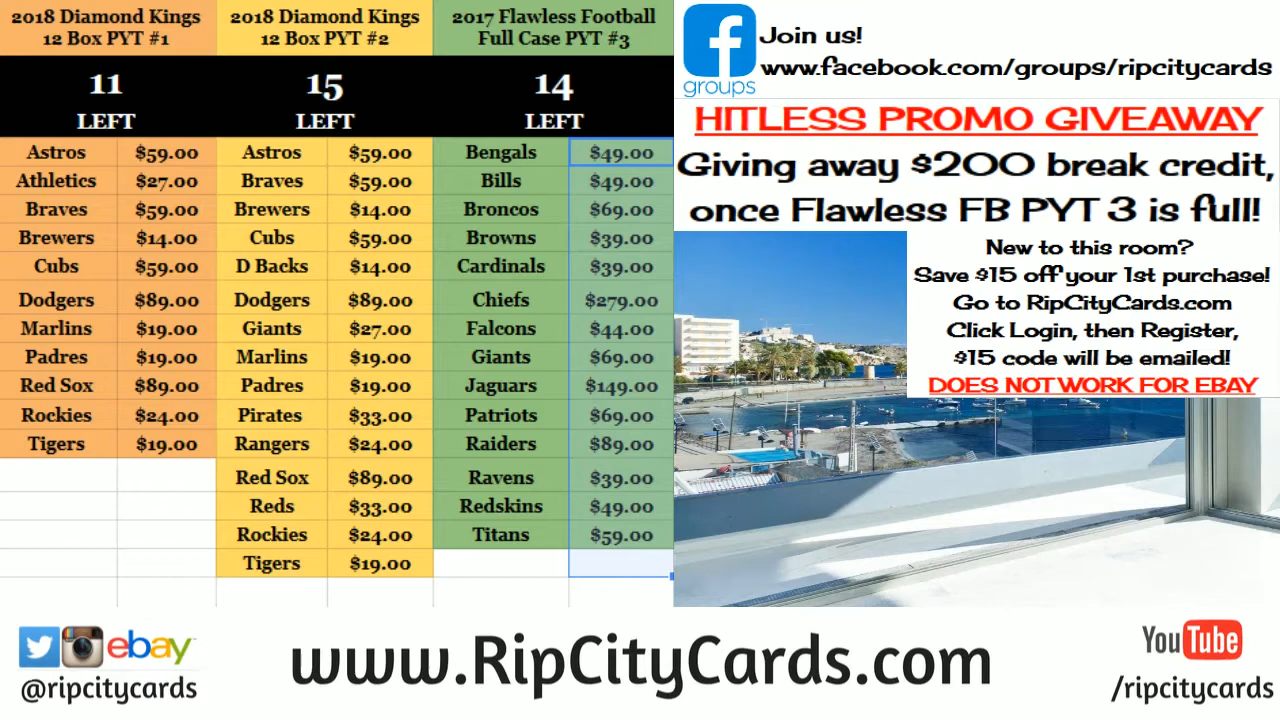 2018 Diamond Kings
12 Box PYT #1
11
LEFT
Astros $59.00
Athletics $27.00
Braves $59.00
Brewers $14.00
Cubs $59.00
Dodgers $89.00
Marlins $19.00
Padres $19.00
Red Sox $89.00
Rockies $24.00
Tigers $19.00
2018 Diamond Kings
12 Box PYT #2
15
LEFT
Astros $59.00
Braves $59.00
Brewers $14.00
Cubs $59.00
D Backs $14.00
Dodgers $89.00
Giants $27.00
Marlins $19.00
Padres $19.00
Pirates $33.00
Rangers $24.00
Red Sox $89.00
Reds $33.00
Rockies $24.00
Tigers $19.00
2017 Flawless Football
Full Case PYT #3
14
LEFT
Bengals $49.00
Bills $49.00
Broncos $69.00
Browns $39.00
Cardinals $39.00
Chiefs $279.00
Falcons $44.00
Giants $69.00
Jaguars $149.00
Patriots $69.00
Raiders $89.00
Ravens $39.00
Redskins $49.00
Titans $59.00
f
groups
Join us!
www.facebook.com/groups/ripcitycards
HITLESS PROMO GIVEAWAY
Giving away $200 break credit,
once Flawless FB PYT 3 is full!
New to this room?
Save $15 off your 1st purchase!
Go to RipCityCards.com
Click Login, then Register,
$15 code will be emailed!
DOES NOT WORK FOR EBAY
ebay
@ripcitycards
www.RipCityCards.com
YouTube
/ripcitycards